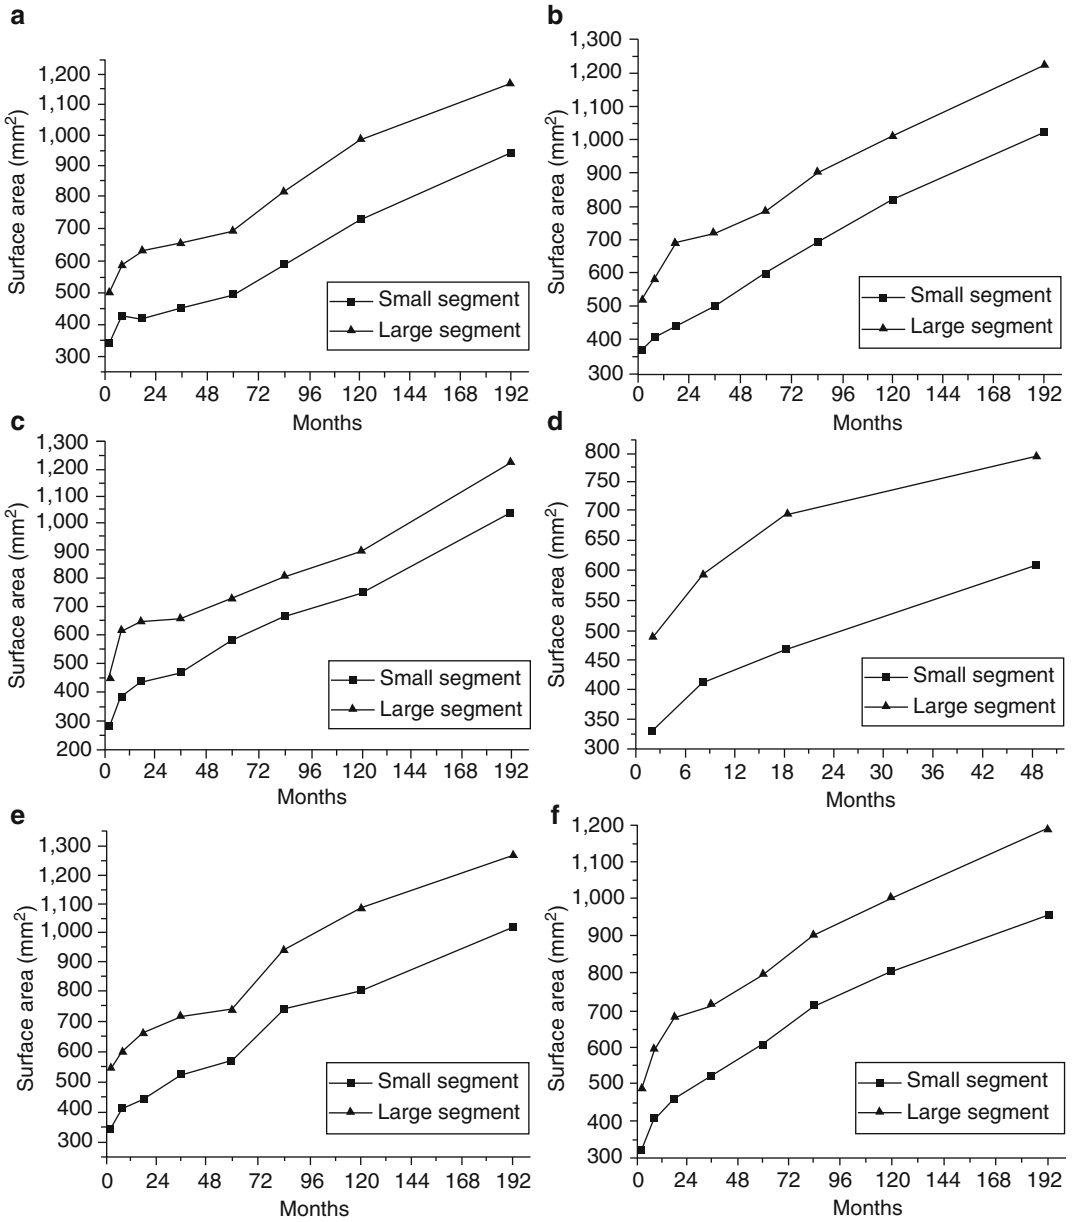 a
Surface area (mm2)
1,200
1,100
1,000
900
800
700
600
500
400
300
0 24 48 72 96 120 144 168 192
Months
Small segment
Large segment
b
Surface area (mm2)
1,300
1,200
1,100
1,000
900
800
700
600
500
400
300
0 24 48 72 96 120 144 168 192
Months
Small segment
Large segment
c
Surface area (mm2)
1,300
1,200
1,100
1,000
900
800
700
600
500
400
300
200
0 24 48 72 96 120 144 168 192
Months
Small segment
Large segment
d
Surface area (mm2)
800
750
700
650
600
550
500
450
400
350
300
0 6 12 18 24 30 36 42 48
Months
Small segment
Large segment
e
Surface area (mm2)
1,300
1,200
1,100
1,000
900
800
700
600
500
400
300
0 24 48 72 96 120 144 168 192
Months
Small segment
Large segment
f
Surface area (mm2)
1,200
1,100
1,000
900
800
700
600
500
400
300
0 24 48 72 96 120 144 168 192
Months
Small segment
Large segment